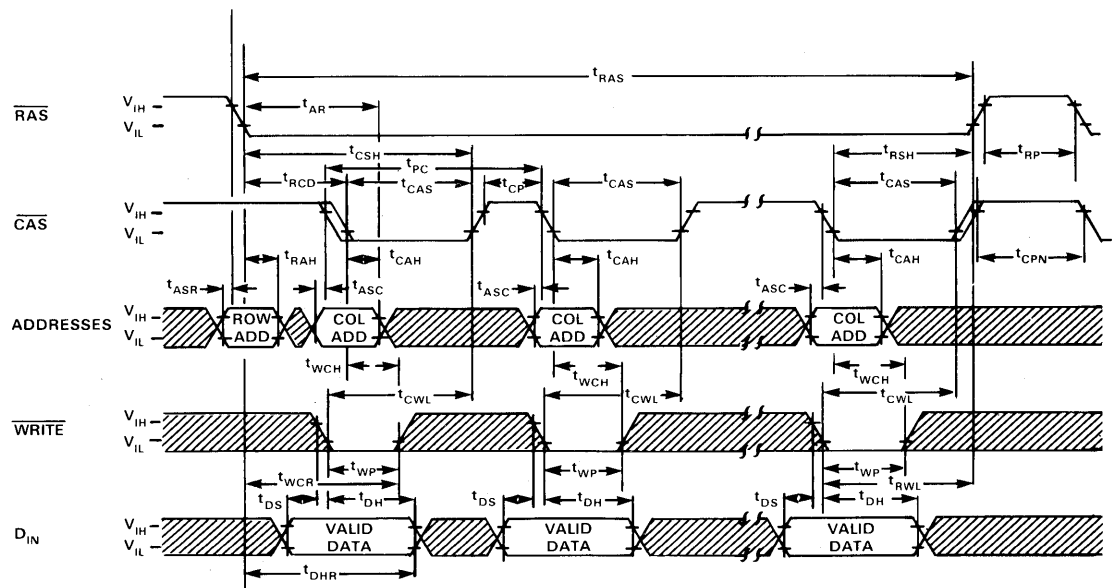 tRAS
RAS VIH VIL tAR tRP
tCSH tRSH
tPC
tRCD tCAS tCP tCAS tCAS
CAS VIH VIL
tRAH tCAH tCAH tCAH tCPN
tASR tASC tASC tASC
ADDRESSES VIH VIL ROW ADD COL ADD COL ADD COL ADD
tWCH tWCH tWCH
tCWL tCWL tCWL
WRITE VIH VIL
tWP tWP tWP
tWCR tRWL
tDS tDH tDS tDH tDS tDH
DIN VIH VIL VALID DATA VALID DATA VALID DATA
tDHR